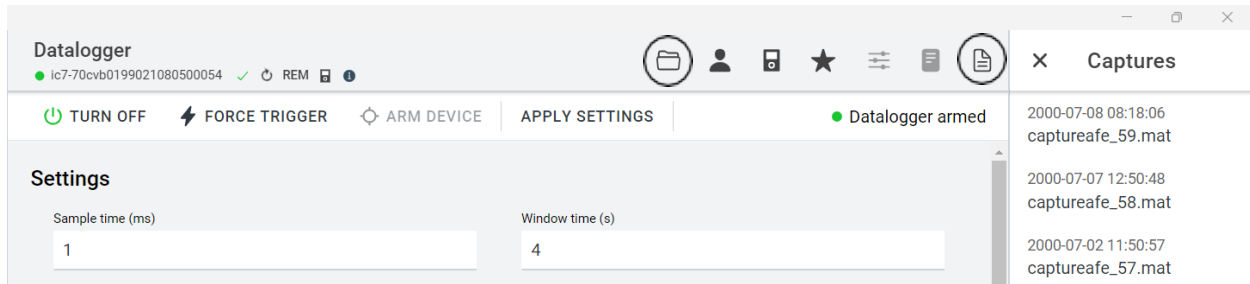 Datalogger
ic7-70cvb0199021080500054 REM
TURN OFF FORCE TRIGGER ARM DEVICE APPLY SETTINGS Datalogger armed
Settings
Sample time (ms) Window time (s)
1 4
Captures
2000-07-08 08:18:06
captureafe_59.mat
2000-07-07 12:50:48
captureafe_58.mat
2000-07-02 11:50:57
captureafe_57.mat